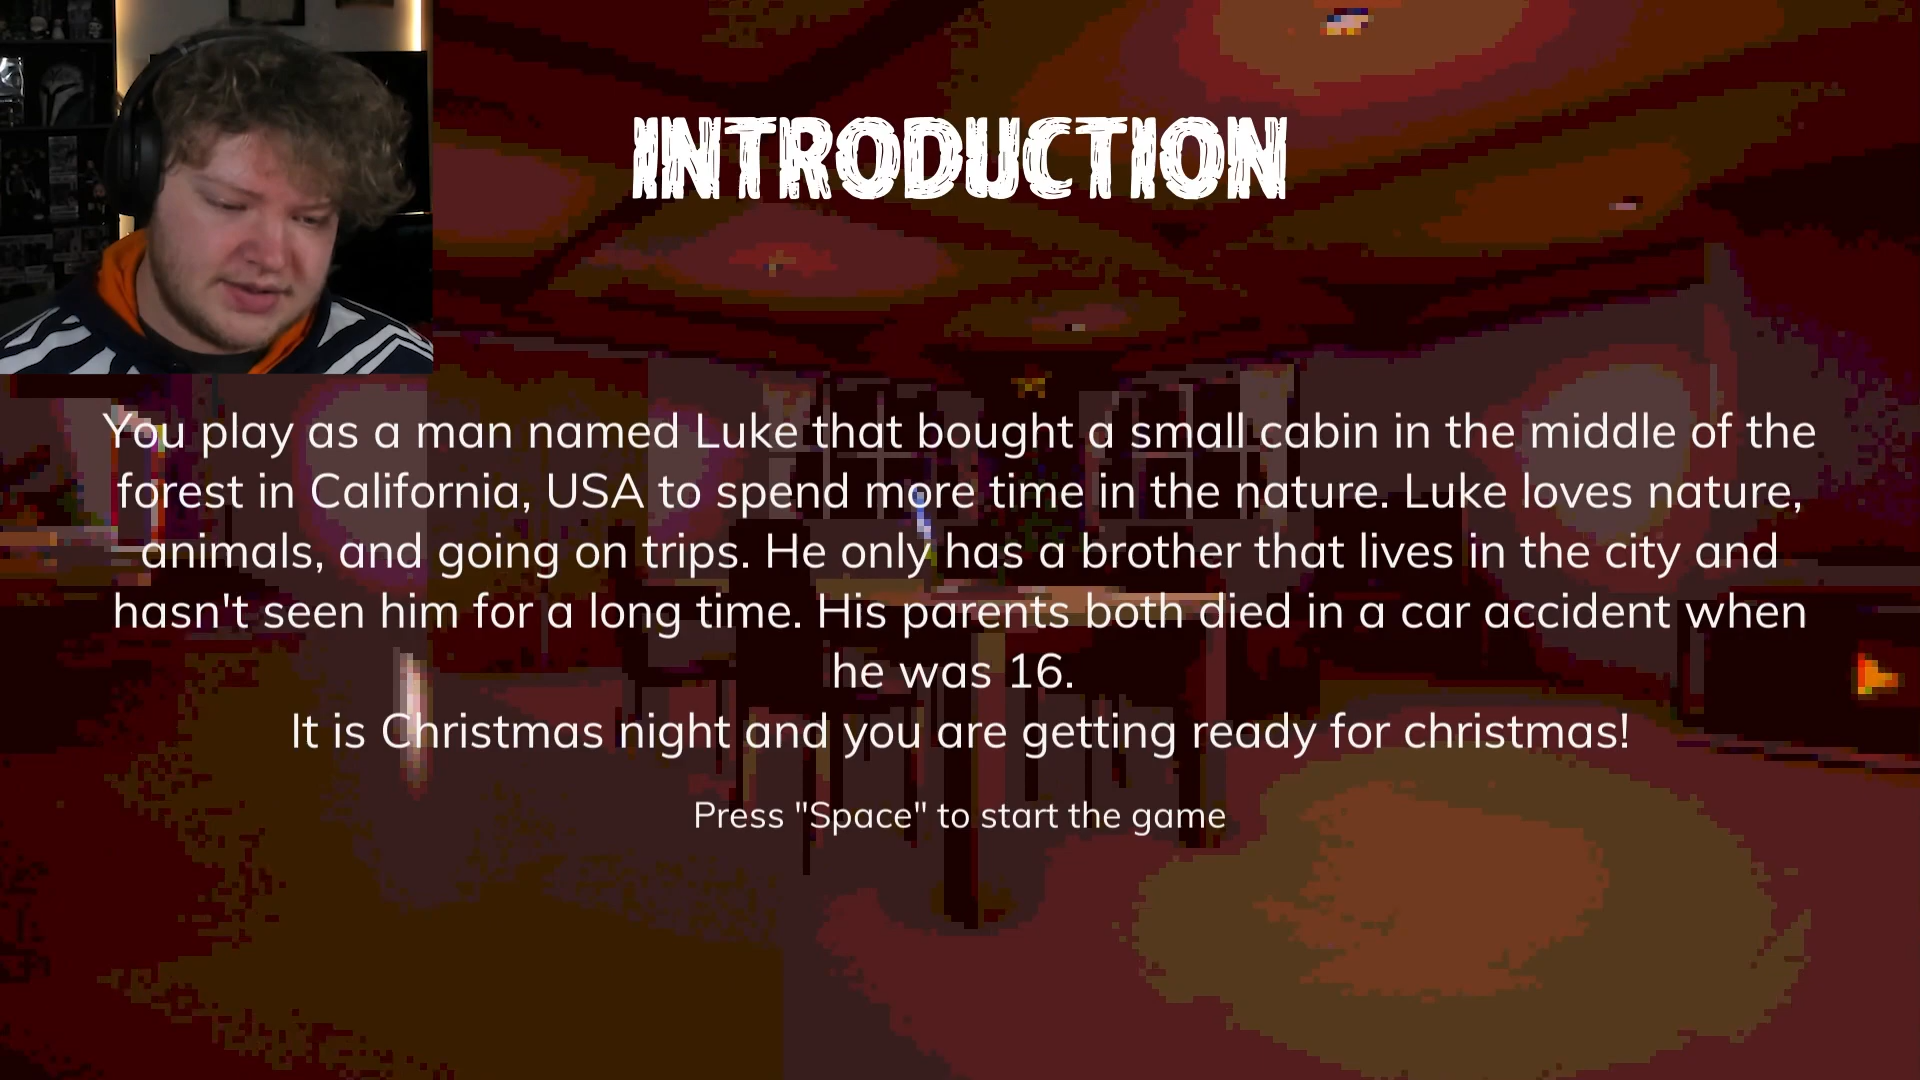 INTRODUCTION
You play as a man named Luke that bought a small cabin in the middle of the
forest in California, USA to spend more time in the nature. Luke loves nature,
animals, and going on trips. He only has a brother that lives in the city and
hasn't seen him for a long time. His parents both died in a car accident when
he was 16.
It is Christmas night and you are getting ready for christmas!
Press "Space" to start the game